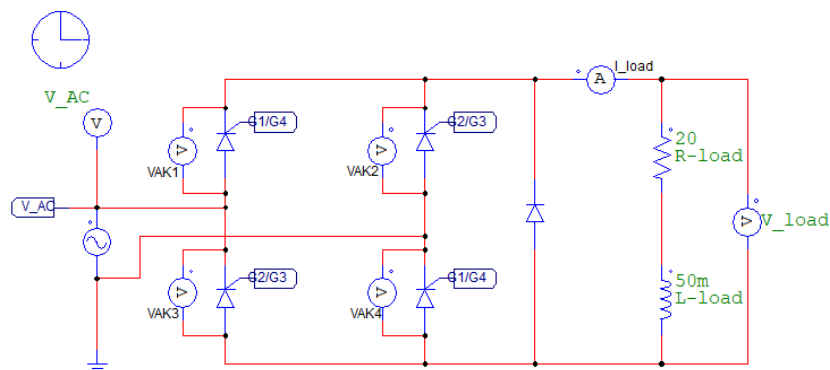 V_AC
V
G1/G4
V
VAK1
G2/G3
V
VAK2
A
I_load
20
R-load
V_AC
V
V_load
V
VAK3
G2/G3
V
VAK4
G1/G4
50m
L-load